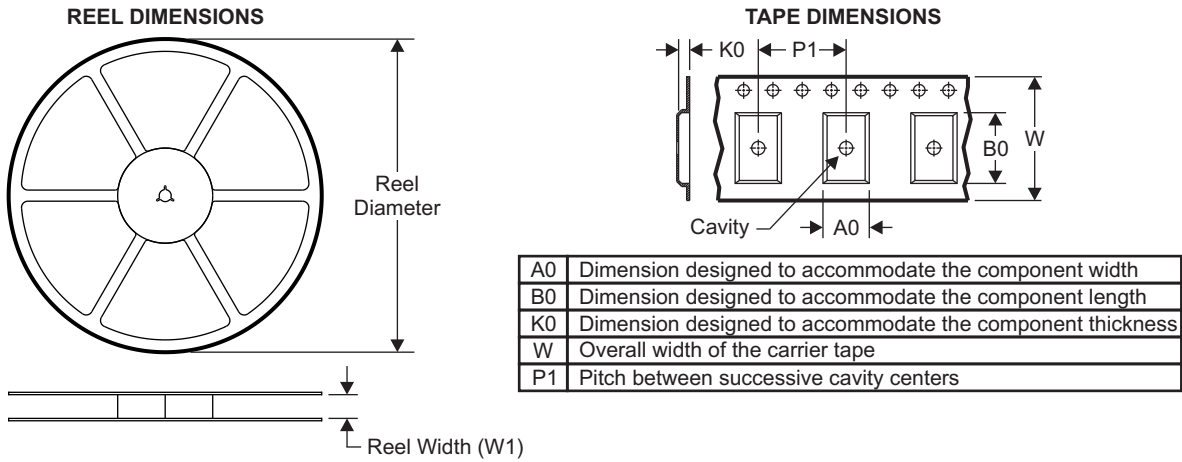 REEL DIMENSIONS
Reel
Diameter
Reel Width (W1)
TAPE DIMENSIONS
K0 P1
B0 W
Cavity A0
A0 Dimension designed to accommodate the component width
B0 Dimension designed to accommodate the component length
K0 Dimension designed to accommodate the component thickness
W Overall width of the carrier tape
P1 Pitch between successive cavity centers